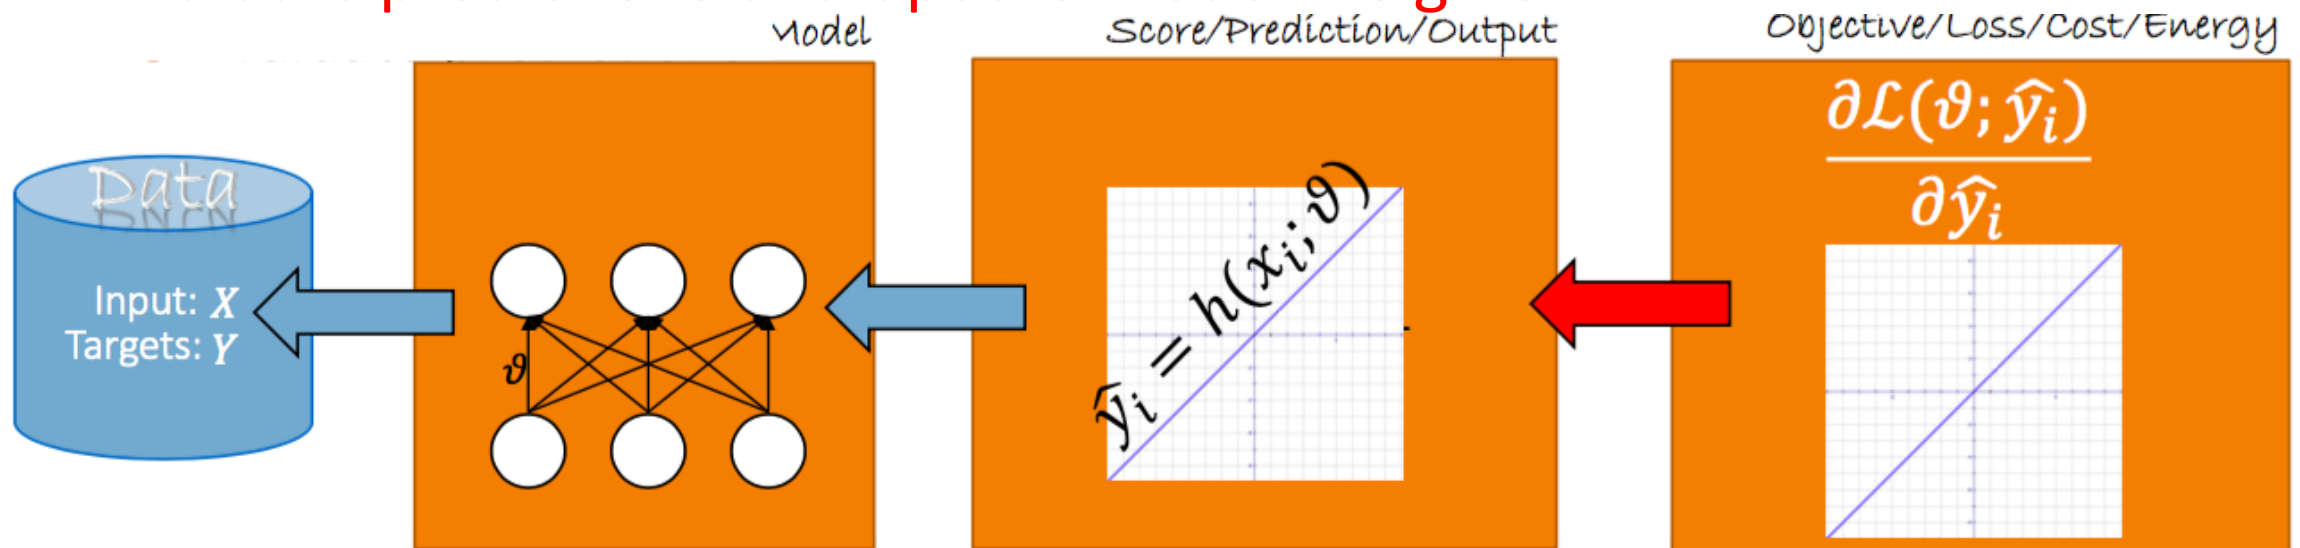 Model
Score/Prediction/Output
Objective/Loss/Cost/Energy
Data
Input: X
Targets: Y
ϑ
ŷᵢ = h(xᵢ; ϑ)
∂ℒ(ϑ; ŷᵢ)
∂ŷᵢ